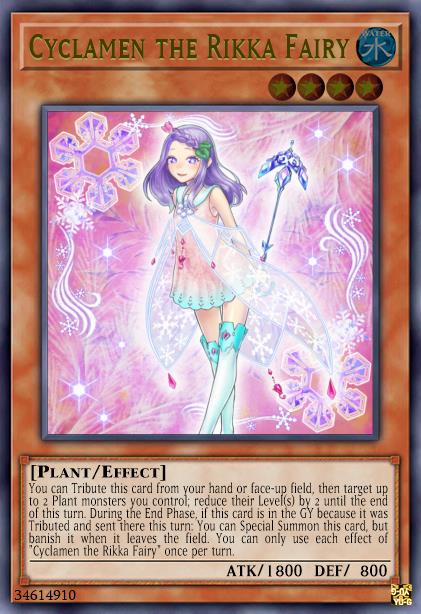 CYCLAMEN THE RIKKA FAIRY
WATER
水
[PLANT/EFFECT]
You can Tribute this card from your hand or face-up field, then target up
to 2 Plant monsters you control; reduce their Level(s) by 2 until the end
of this turn. During the End Phase, if this card is in the GY because it was
Tributed and sent there this turn: You can Special Summon this card, but
banish it when it leaves the field. You can only use each effect of
"Cyclamen the Rikka Fairy" once per turn.
ATK/1800 DEF/ 800
34614910